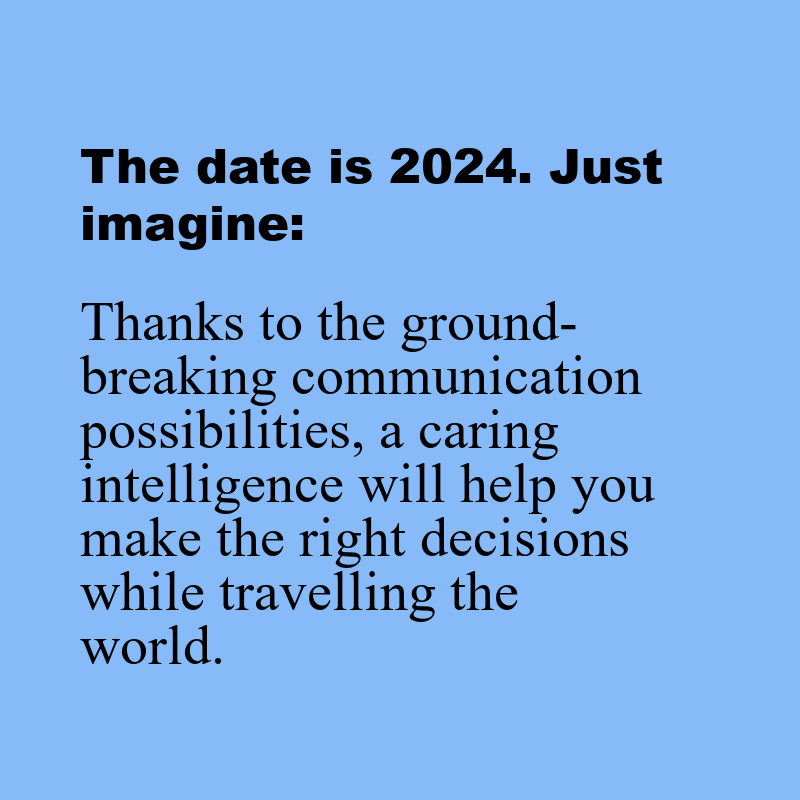 The date is 2024. Just
imagine:
Thanks to the ground-
breaking communication
possibilities, a caring
intelligence will help you
make the right decisions
while travelling the
world.